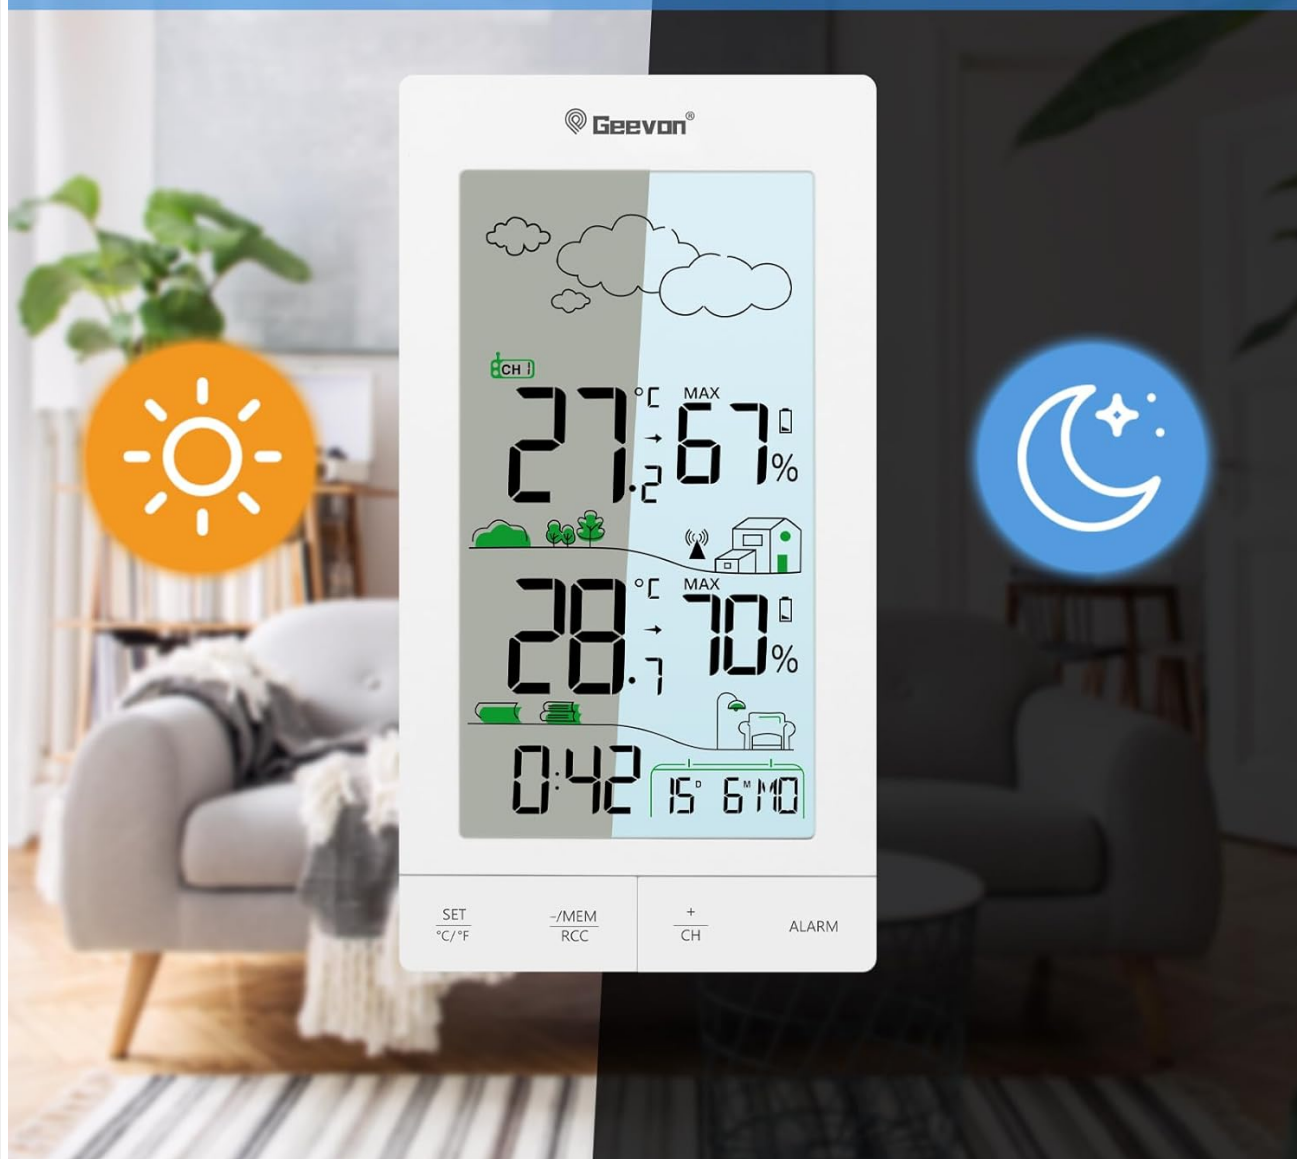 Geevon®
CH 1
27.2 °C MAX 67 %
28.7 °C MAX 70 %
0:42 15 D 6 M MO
SET -/MEM + ALARM
°C/°F RCC CH